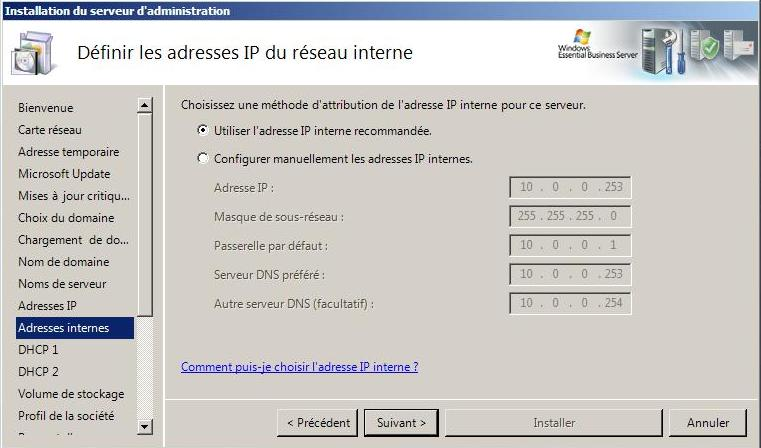 Installation du serveur d'administration
Définir les adresses IP du réseau interne
Windows
Essential Business Server
Bienvenue
Carte réseau
Adresse temporaire
Microsoft Update
Mises à jour critiqu...
Choix du domaine
Chargement de do...
Nom de domaine
Noms de serveur
Adresses IP
Adresses internes
DHCP 1
DHCP 2
Volume de stockage
Profil de la société
Choisissez une méthode d'attribution de l'adresse IP interne pour ce serveur.
Utiliser l'adresse IP interne recommandée.
Configurer manuellement les adresses IP internes.
Adresse IP : 10 . 0 . 0 . 253
Masque de sous-réseau : 255 . 255 . 255 . 0
Passerelle par défaut : 10 . 0 . 0 . 1
Serveur DNS préféré : 10 . 0 . 0 . 253
Autre serveur DNS (facultatif) : 10 . 0 . 0 . 254
Comment puis-je choisir l'adresse IP interne ?
< Précédent Suivant > Installer Annuler